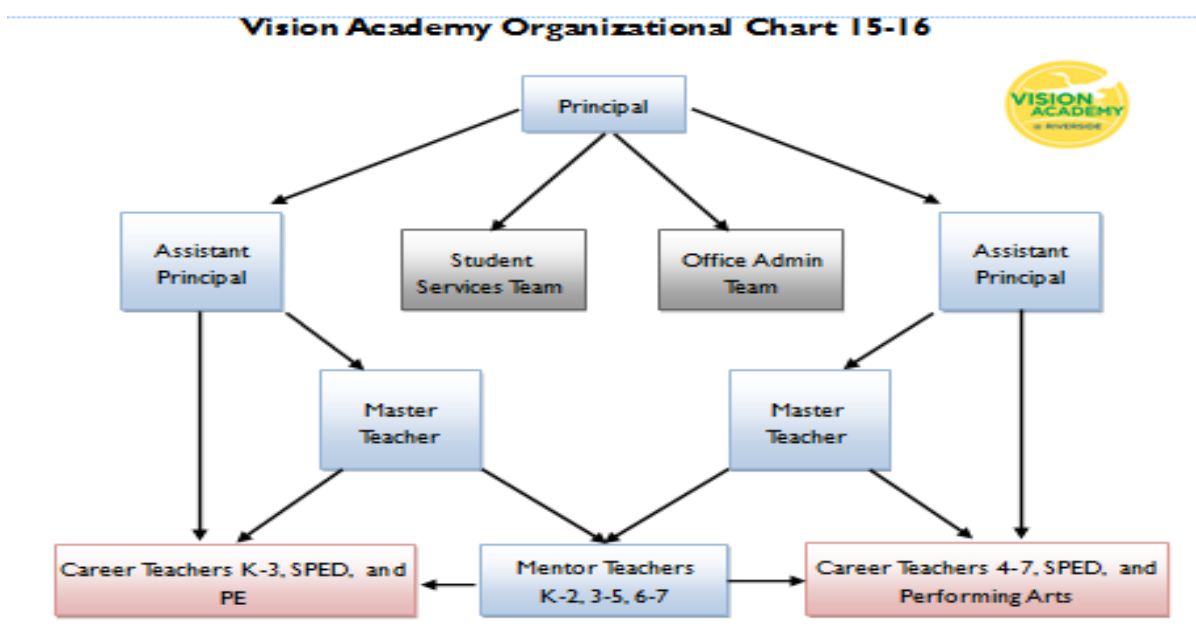 Vision Academy Organizational Chart 15-16
VISION
ACADEMY
@ RIVERSIDE
Principal
Assistant
Principal
Student
Services Team
Office Admin
Team
Assistant
Principal
Master
Teacher
Master
Teacher
Career Teachers K-3, SPED, and
PE
Mentor Teachers
K-2, 3-5, 6-7
Career Teachers 4-7, SPED, and
Performing Arts